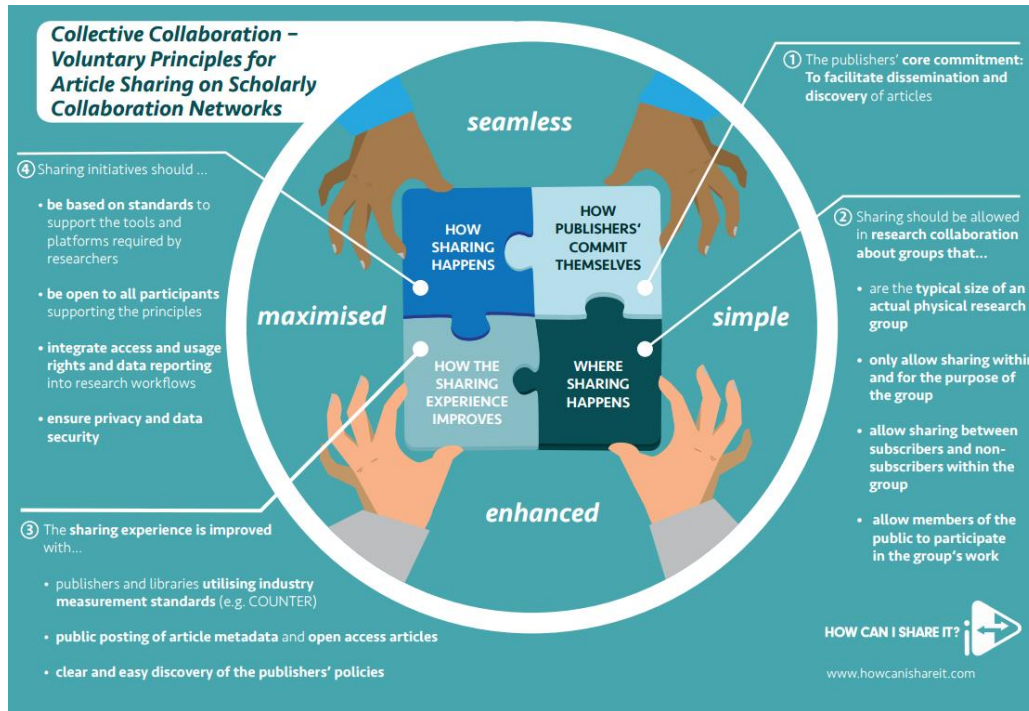 Collective Collaboration –
Voluntary Principles for
Article Sharing on Scholarly
Collaboration Networks
① The publishers’ core commitment:
To facilitate dissemination and
discovery of articles
② Sharing should be allowed
in research collaboration
about groups that...
• are the typical size of an
actual physical research
group
• only allow sharing within
and for the purpose of
the group
• allow sharing between
subscribers and non-
subscribers within the
group
• allow members of the
public to participate
in the group’s work
③ The sharing experience is improved
with...
• publishers and libraries utilising industry
measurement standards (e.g. COUNTER)
• public posting of article metadata and open access articles
• clear and easy discovery of the publishers’ policies
④ Sharing initiatives should ...
• be based on standards to
support the tools and
platforms required by
researchers
• be open to all participants
supporting the principles
• integrate access and usage
rights and data reporting
into research workflows
• ensure privacy and data
security
seamless
maximised
simple
enhanced
HOW
SHARING
HAPPENS
HOW
PUBLISHERS‘
COMMIT
THEMSELVES
HOW THE
SHARING
EXPERIENCE
IMPROVES
WHERE
SHARING
HAPPENS
HOW CAN I SHARE IT?
www.howcanishareit.com